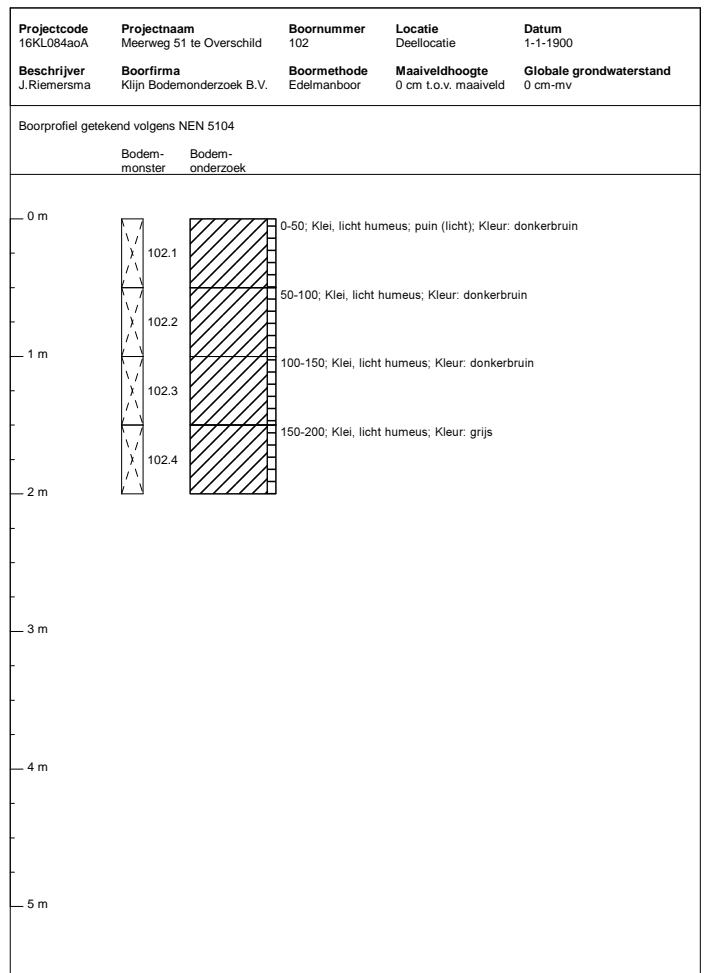 Projectcode Projectnaam Boornummer Locatie Datum
16KL084aoA Meerweg 51 te Overschild 102 Deellocatie 1-1-1900
Beschrijver Boorfirma Boormethode Maaiveldhoogte Globale grondwaterstand
J.Riemersma Klijn Bodemonderzoek B.V. Edelmanboor 0 cm t.o.v. maaiveld 0 cm-mv
Boorprofiel getekend volgens NEN 5104
Bodem- Bodem-
monster onderzoek
0 m
0-50; Klei, licht humeus; puin (licht); Kleur: donkerbruin
102.1
50-100; Klei, licht humeus; Kleur: donkerbruin
102.2
1 m
100-150; Klei, licht humeus; Kleur: donkerbruin
102.3
150-200; Klei, licht humeus; Kleur: grijs
102.4
2 m
3 m
4 m
5 m